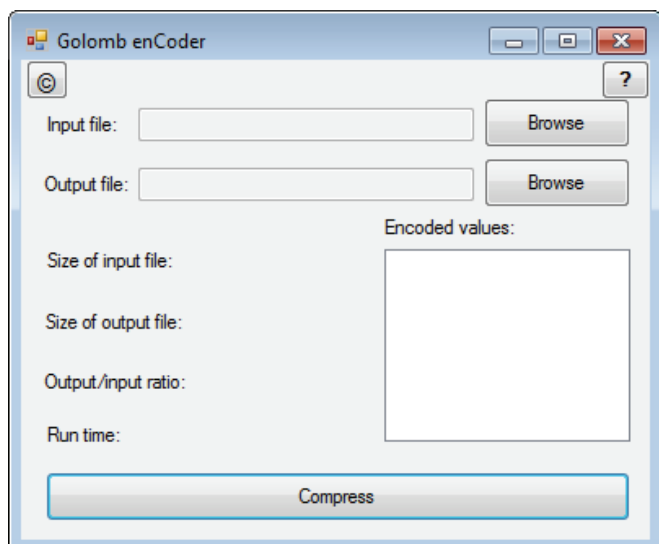 Golomb enCoder
© ?
Input file: Browse
Output file: Browse
Encoded values:
Size of input file:
Size of output file:
Output/input ratio:
Run time:
Compress